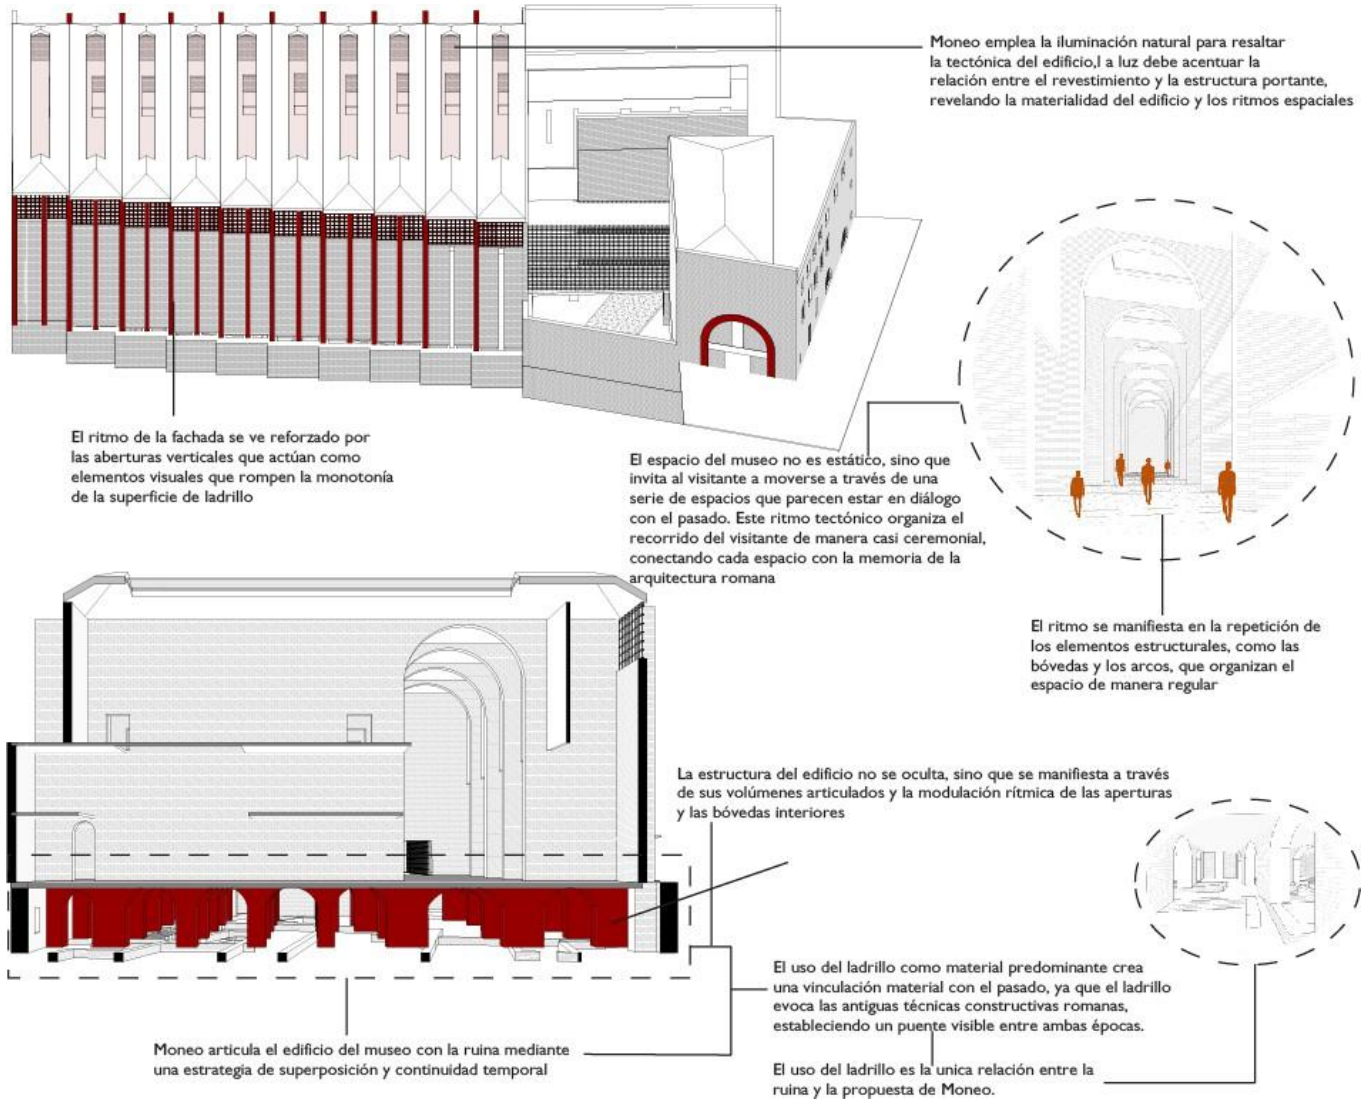 Moneo emplea la iluminación natural para resaltar
la tectónica del edificio,l a luz debe acentuar la
relación entre el revestimiento y la estructura portante,
revelando la materialidad del edificio y los ritmos espaciales
El ritmo de la fachada se ve reforzado por
las aberturas verticales que actúan como
elementos visuales que rompen la monotonía
de la superficie de ladrillo
El espacio del museo no es estático, sino que
invita al visitante a moverse a través de una
serie de espacios que parecen estar en diálogo
con el pasado. Este ritmo tectónico organiza el
recorrido del visitante de manera casi ceremonial,
conectando cada espacio con la memoria de la
arquitectura romana
El ritmo se manifiesta en la repetición de
los elementos estructurales, como las
bóvedas y los arcos, que organizan el
espacio de manera regular
La estructura del edificio no se oculta, sino que se manifiesta a través
de sus volúmenes articulados y la modulación rítmica de las aperturas
y las bóvedas interiores
El uso del ladrillo como material predominante crea
una vinculación material con el pasado, ya que el ladrillo
evoca las antiguas técnicas constructivas romanas,
estableciendo un puente visible entre ambas épocas.
Moneo articula el edificio del museo con la ruina mediante
una estrategia de superposición y continuidad temporal
El uso del ladrillo es la unica relación entre la
ruina y la propuesta de Moneo.